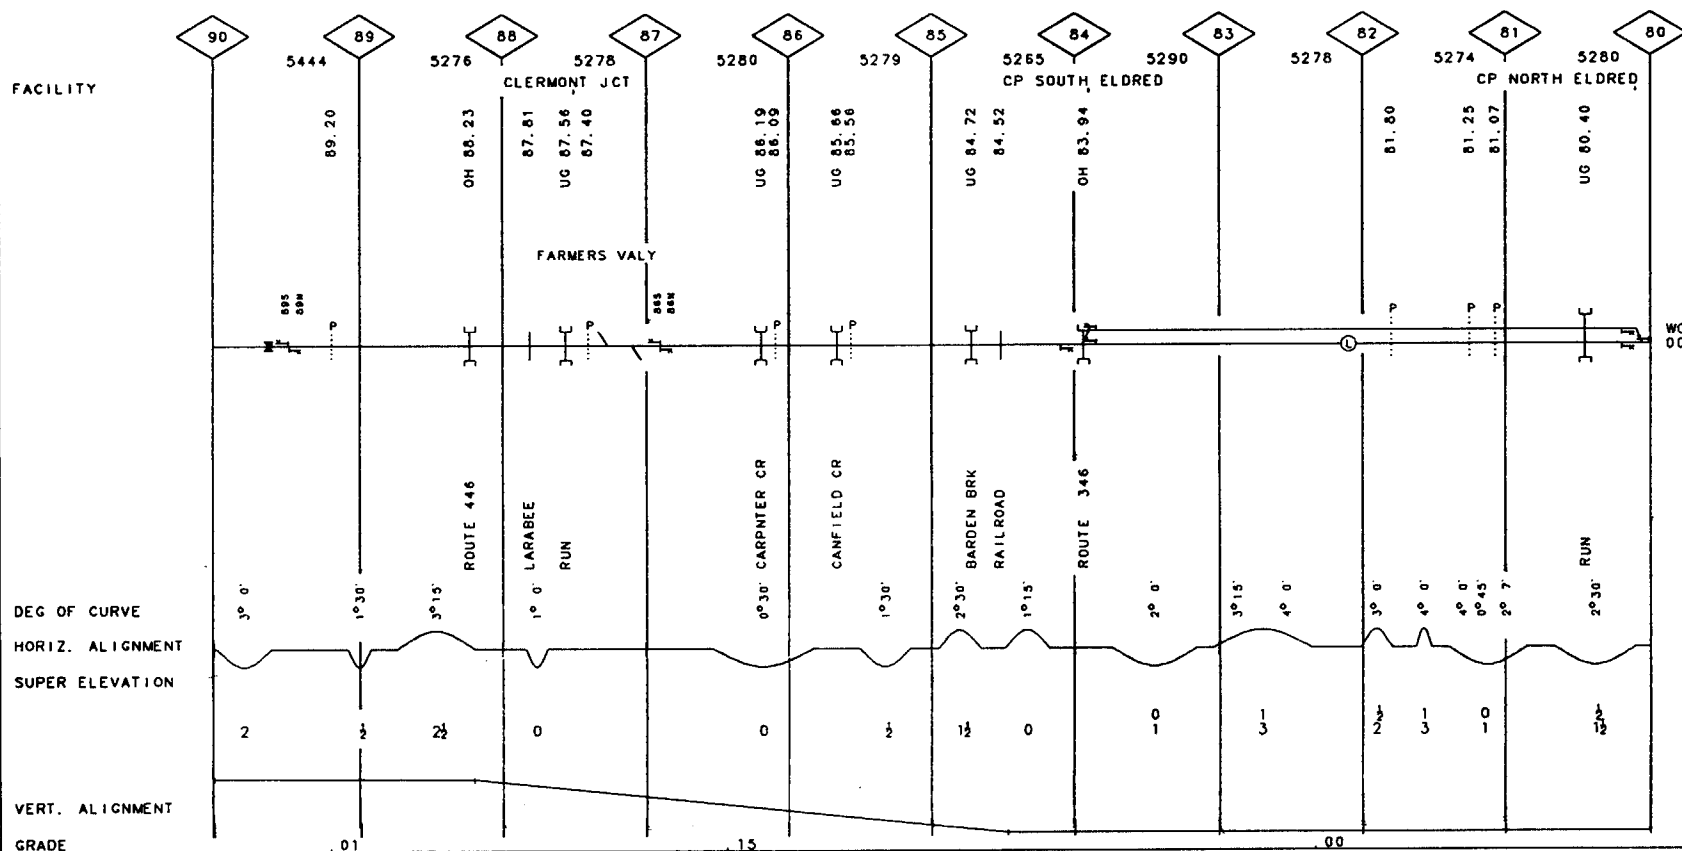 90 89 88 87 86 85 84 83 82 81 80
5444 5276 5278 5280 5279 5265 5290 5278 5274 5280
FACILITY
CLERMONT JCT
CP SOUTH ELDRED
CP NORTH ELDRED
89.20
OH 88.23
87.81
UG 87.56
87.40
UG 86.19
86.09
UG 85.66
85.56
UG 84.72
84.52
OH 83.94
81.80
81.25
81.07
UG 80.40
FARMERS VALY
89S
89N
86S
86N
P P P P P P P
L
ROUTE 446
LARABEE
RUN
CARPNTER CR
CANFIELD CR
BARDEN BRK
RAILROAD
ROUTE 346
RUN
DEG OF CURVE
3° 0' 1°30' 3°15' 1° 0' 0°30' 1°30' 2°30' 1°15' 2° 0' 3°15' 4° 0' 3° 0' 4° 0' 4° 0' 0°45' 2° 7' 2°30'
HORIZ. ALIGNMENT
SUPER ELEVATION
0 1 ½ 1 0 ½
2 ½ 2½ 0 0 ½ 1½ 0 1 3 2 3 1 1½
VERT. ALIGNMENT
GRADE .01 .15 .00